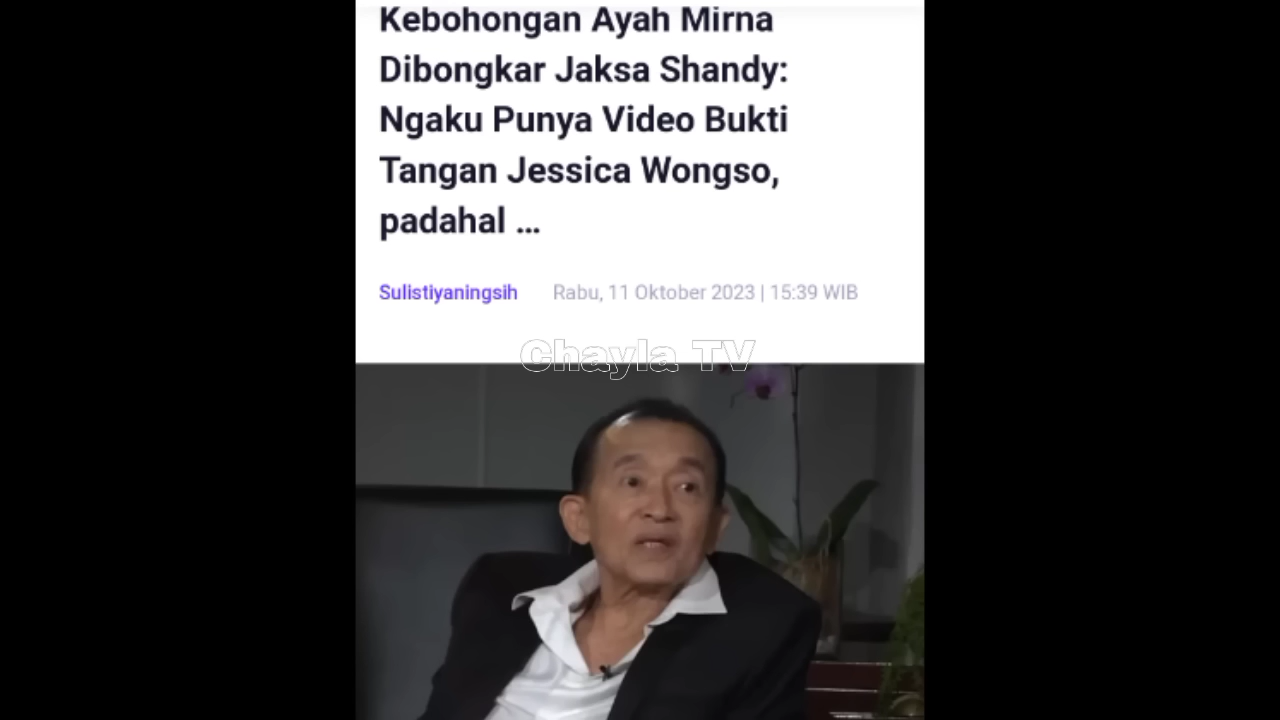 Kebohongan Ayah Mirna
Dibongkar Jaksa Shandy:
Ngaku Punya Video Bukti
Tangan Jessica Wongso,
padahal ...
Sulistiyaningsih Rabu, 11 Oktober 2023 | 15:39 WIB
Chayla TV